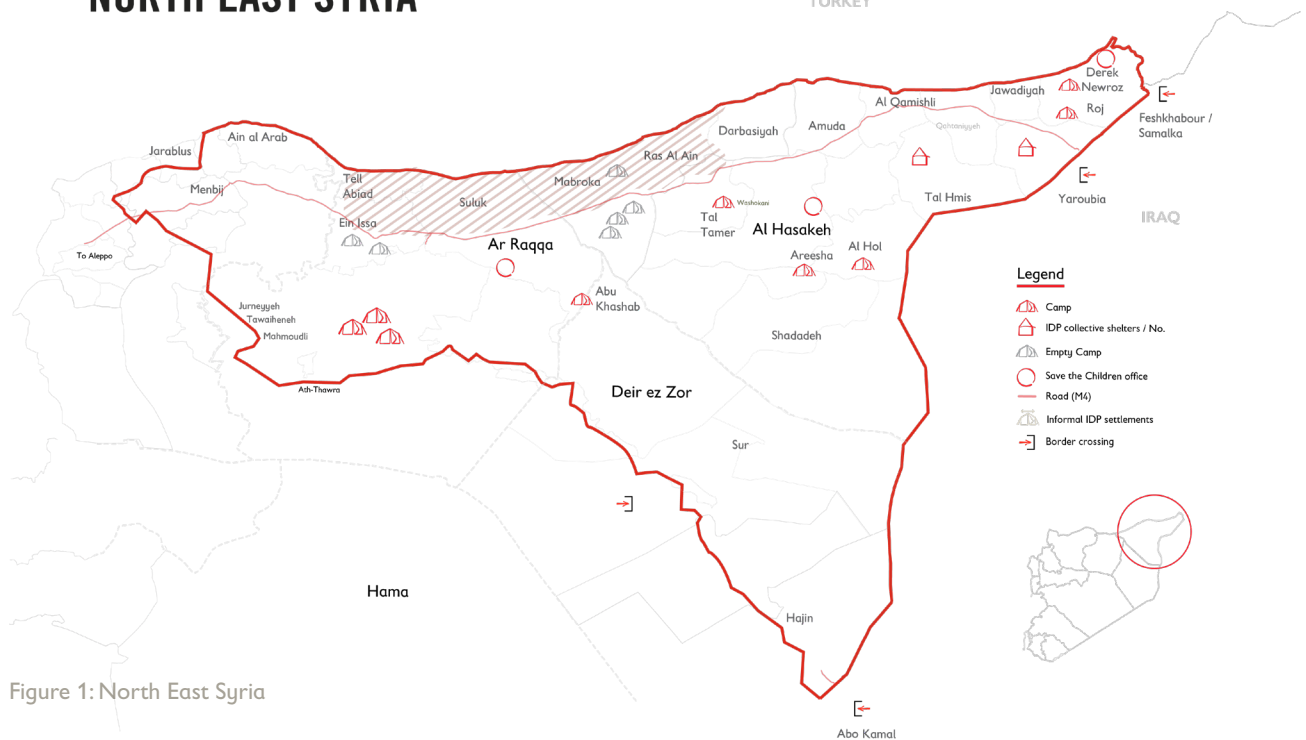 NORTH EAST SYRIA
TURKEY
Derek
Newroz
Jawadiyah
Al Qamishli
Roj
Feshkhabour /
Samalka
Qahtaniyyeh
Amuda
Darbasiyah
Ain al Arab
Jarablus
Ras Al Ain
Mabroka
Tell
Abiad
Menbij
Suluk
Yaroubia
Tal Hmis
Washokani
Tal
Tamer
IRAQ
Ein Issa
Al Hasakeh
Ar Raqqa
Al Hol
Areesha
To Aleppo
Legend
Camp
IDP collective shelters / No.
Empty Camp
Save the Children office
Road (M4)
Informal IDP settlements
Border crossing
Abu
Khashab
Jurneyyeh
Tawaiheneh
Mahmoudli
Shadadeh
Ath-Thawra
Deir ez Zor
Sur
Hama
Hajin
Figure 1: North East Syria
Abo Kamal